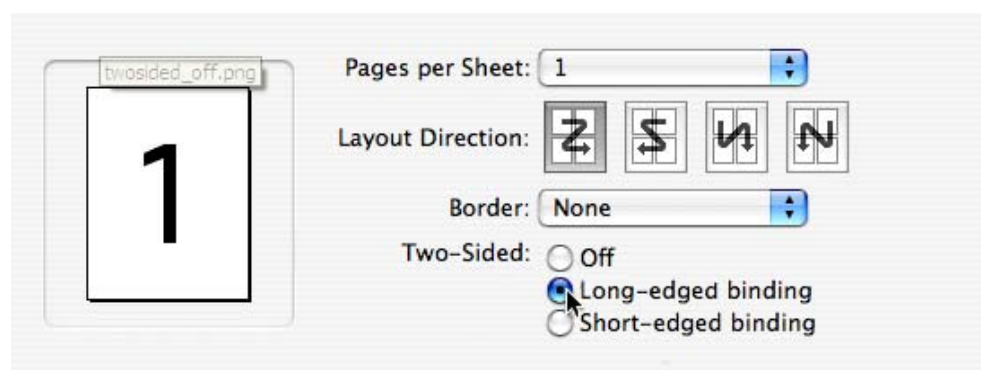 twosided_off.png
1
Pages per Sheet: 1
Layout Direction:
Border: None
Two-Sided: Off
Long-edged binding
Short-edged binding